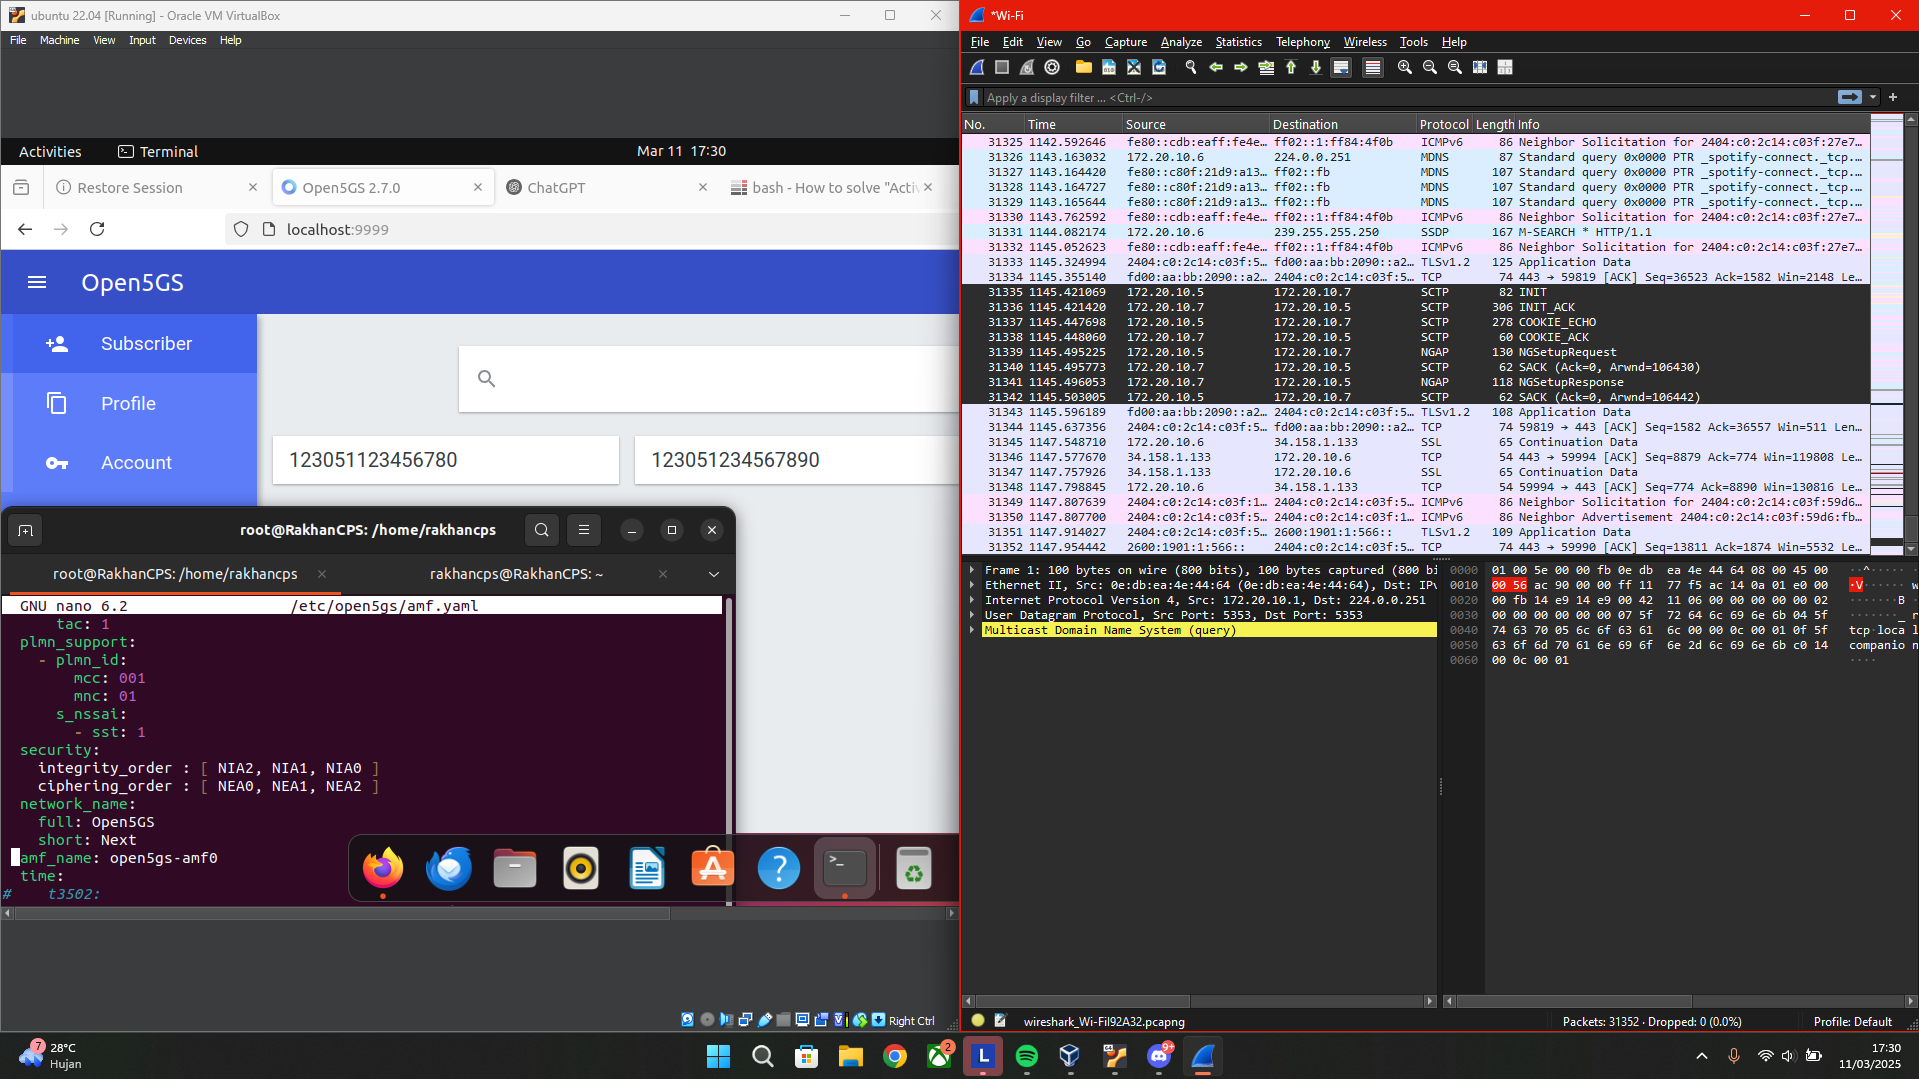 ubuntu 22.04 [Running] - Oracle VM VirtualBox
File Machine View Input Devices Help
Activities Terminal Mar 11 17:30
Restore Session Open5GS 2.7.0 ChatGPT bash - How to solve "Activ
localhost:9999
Open5GS
Subscriber
Profile
Account
123051123456780 123051234567890
root@RakhanCPS: /home/rakhancps
root@RakhanCPS: /home/rakhancps rakhancps@RakhanCPS: ~
GNU nano 6.2 /etc/open5gs/amf.yaml
tac: 1
plmn_support:
- plmn_id:
mcc: 001
mnc: 01
s_nssai:
- sst: 1
security:
integrity_order : [ NIA2, NIA1, NIA0 ]
ciphering_order : [ NEA0, NEA1, NEA2 ]
network_name:
full: Open5GS
short: Next
amf_name: open5gs-amf0
time:
# t3502:
Right Ctrl
*Wi-Fi
File Edit View Go Capture Analyze Statistics Telephony Wireless Tools Help
Apply a display filter ... <Ctrl-/>
No. Time Source Destination Protocol Length Info
31325 1142.592646 fe80::cdb:eaff:fe4e… ff02::1:ff84:4f0b ICMPv6 86 Neighbor Solicitation for 2404:c0:2c14:c03f:27e7…
31326 1143.163032 172.20.10.6 224.0.0.251 MDNS 87 Standard query 0x0000 PTR _spotify-connect._tcp.…
31327 1143.164420 fe80::c80f:21d9:a13… ff02::fb MDNS 107 Standard query 0x0000 PTR _spotify-connect._tcp.…
31328 1143.164727 fe80::c80f:21d9:a13… ff02::fb MDNS 107 Standard query 0x0000 PTR _spotify-connect._tcp.…
31329 1143.165644 fe80::c80f:21d9:a13… ff02::fb MDNS 107 Standard query 0x0000 PTR _spotify-connect._tcp.…
31330 1143.762592 fe80::cdb:eaff:fe4e… ff02::1:ff84:4f0b ICMPv6 86 Neighbor Solicitation for 2404:c0:2c14:c03f:27e7…
31331 1144.082174 172.20.10.6 239.255.255.250 SSDP 167 M-SEARCH * HTTP/1.1
31332 1145.052623 fe80::cdb:eaff:fe4e… ff02::1:ff84:4f0b ICMPv6 86 Neighbor Solicitation for 2404:c0:2c14:c03f:27e7…
31333 1145.324994 2404:c0:2c14:c03f:5… fd00:aa:bb:2090::a2… TLSv1.2 125 Application Data
31334 1145.355140 fd00:aa:bb:2090::a2… 2404:c0:2c14:c03f:5… TCP 74 443 → 59819 [ACK] Seq=36523 Ack=1582 Win=2148 Le…
31335 1145.421069 172.20.10.5 172.20.10.7 SCTP 82 INIT
31336 1145.421420 172.20.10.7 172.20.10.5 SCTP 306 INIT_ACK
31337 1145.447698 172.20.10.5 172.20.10.7 SCTP 278 COOKIE_ECHO
31338 1145.448060 172.20.10.7 172.20.10.5 SCTP 60 COOKIE_ACK
31339 1145.495225 172.20.10.5 172.20.10.7 NGAP 130 NGSetupRequest
31340 1145.495773 172.20.10.7 172.20.10.5 SCTP 62 SACK (Ack=0, Arwnd=106430)
31341 1145.496053 172.20.10.7 172.20.10.5 NGAP 118 NGSetupResponse
31342 1145.503005 172.20.10.5 172.20.10.7 SCTP 62 SACK (Ack=0, Arwnd=106442)
31343 1145.596189 fd00:aa:bb:2090::a2… 2404:c0:2c14:c03f:5… TLSv1.2 108 Application Data
31344 1145.637356 2404:c0:2c14:c03f:5… fd00:aa:bb:2090::a2… TCP 74 59819 → 443 [ACK] Seq=1582 Ack=36557 Win=511 Len…
31345 1147.548710 172.20.10.6 34.158.1.133 SSL 65 Continuation Data
31346 1147.577670 34.158.1.133 172.20.10.6 TCP 54 443 → 59994 [ACK] Seq=8879 Ack=774 Win=119808 Le…
31347 1147.757926 34.158.1.133 172.20.10.6 SSL 65 Continuation Data
31348 1147.798845 172.20.10.6 34.158.1.133 TCP 54 59994 → 443 [ACK] Seq=774 Ack=8890 Win=130816 Le…
31349 1147.807639 2404:c0:2c14:c03f:1… 2404:c0:2c14:c03f:5… ICMPv6 86 Neighbor Solicitation for 2404:c0:2c14:c03f:59d6…
31350 1147.807700 2404:c0:2c14:c03f:5… 2404:c0:2c14:c03f:1… ICMPv6 86 Neighbor Advertisement 2404:c0:2c14:c03f:59d6:fb…
31351 1147.914027 2404:c0:2c14:c03f:5… 2600:1901:1:566:: TLSv1.2 109 Application Data
31352 1147.954442 2600:1901:1:566:: 2404:c0:2c14:c03f:5… TCP 74 443 → 59990 [ACK] Seq=13811 Ack=1874 Win=5532 Le…
Frame 1: 100 bytes on wire (800 bits), 100 bytes captured (800 bi
Ethernet II, Src: 0e:db:ea:4e:44:64 (0e:db:ea:4e:44:64), Dst: IPv
Internet Protocol Version 4, Src: 172.20.10.1, Dst: 224.0.0.251
User Datagram Protocol, Src Port: 5353, Dst Port: 5353
Multicast Domain Name System (query)
0000 01 00 5e 00 00 fb 0e db ea 4e 44 64 08 00 45 00 ··^·····
0010 00 56 ac 90 00 00 ff 11 77 f5 ac 14 0a 01 e0 00 ·V······ w
0020 00 fb 14 e9 14 e9 00 42 11 06 00 00 00 00 00 02 ·······B ·
0030 00 00 00 00 00 00 07 5f 72 64 6c 69 6e 6b 04 5f ·······_ r
0040 74 63 70 05 6c 6f 63 61 6c 00 00 0c 00 01 0f 5f tcp·loca l
0050 63 6f 6d 70 61 6e 69 6f 6e 2d 6c 69 6e 6b c0 14 companio n
0060 00 0c 00 01 ····
wireshark_Wi-FiI92A32.pcapng Packets: 31352 · Dropped: 0 (0.0%) Profile: Default
7 28°C
Hujan
2 L 9+
17:30
11/03/2025